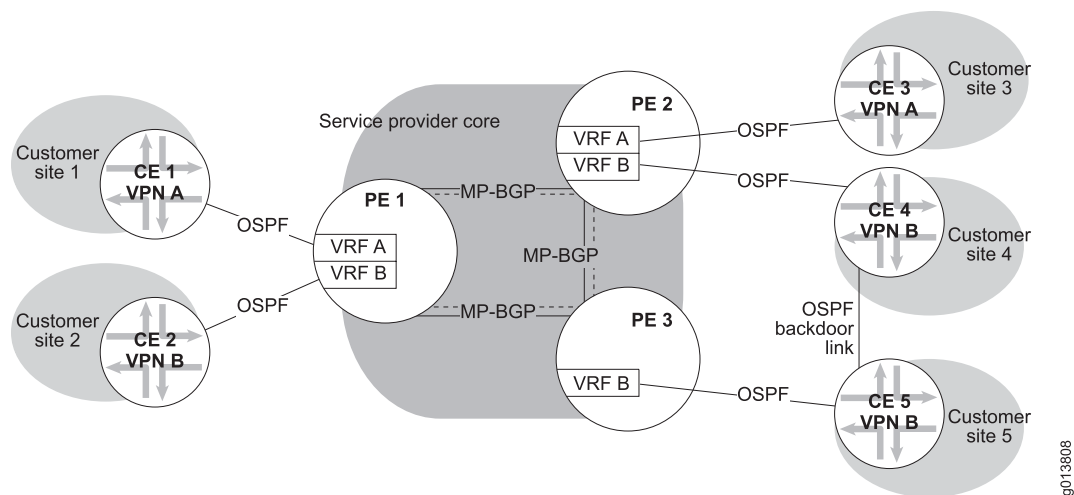 Service provider core
Customer
site 1
CE 1
VPN A
OSPF
Customer
site 2
CE 2
VPN B
OSPF
PE 1
VRF A
VRF B
MP-BGP
MP-BGP
MP-BGP
PE 2
VRF A
VRF B
PE 3
VRF B
OSPF
OSPF
OSPF
CE 3
VPN A
Customer
site 3
CE 4
VPN B
Customer
site 4
OSPF
backdoor
link
CE 5
VPN B
Customer
site 5
g013808